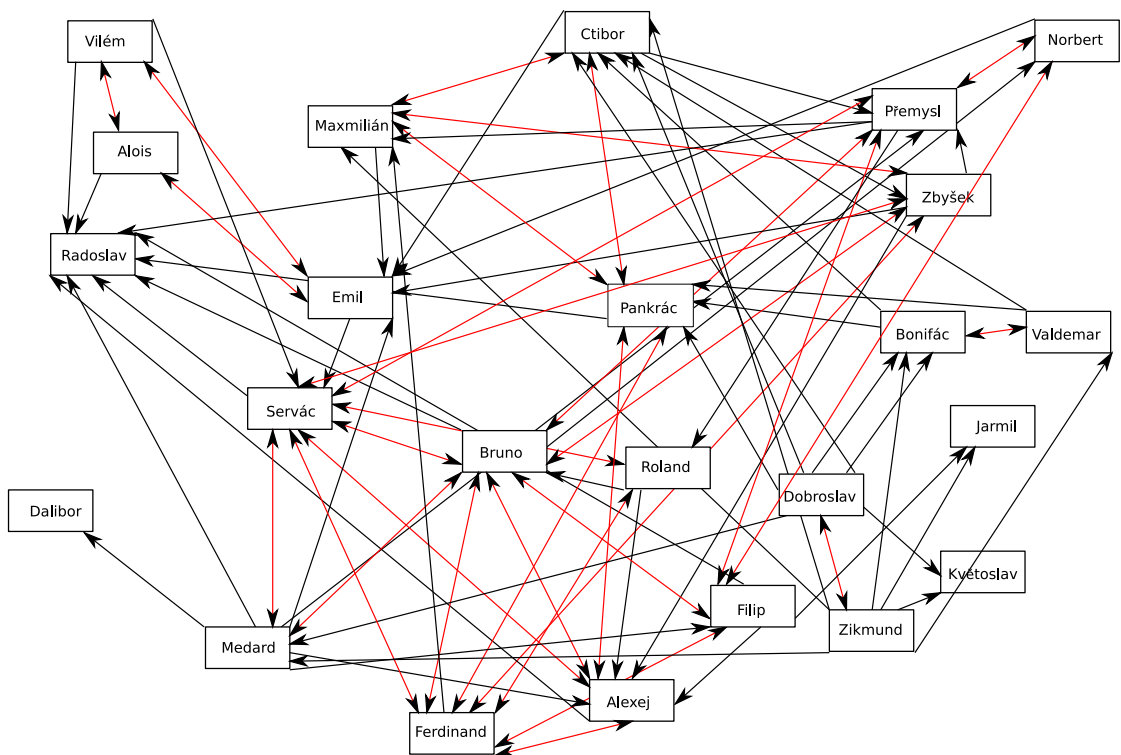 Vilém
Ctibor
Norbert
Přemysl
Maxmilián
Alois
Zbyšek
Radoslav
Emil
Pankrác
Bonifác
Valdemar
Servác
Jarmil
Bruno
Roland
Dobroslav
Dalibor
Květoslav
Filip
Zikmund
Medard
Alexej
Ferdinand